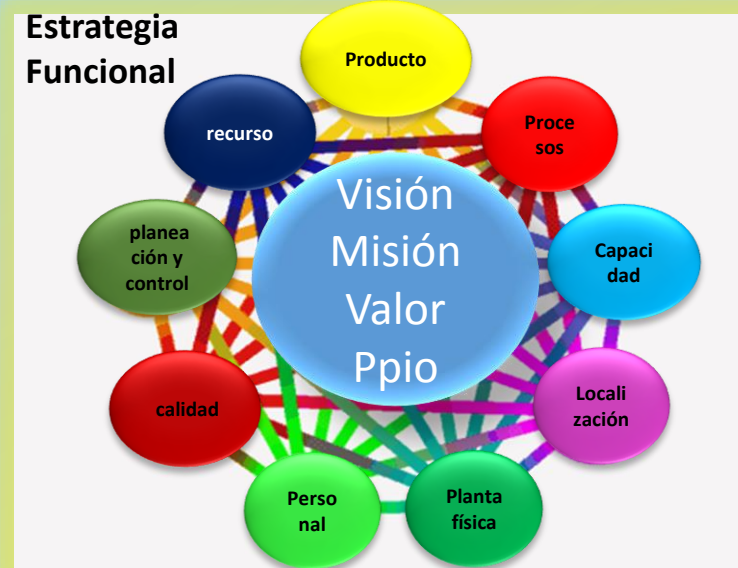 Estrategia
Funcional
Producto
recurso
Proce
sos
Visión
Misión
Valor
Ppio
planea
ción y
control
Capaci
dad
calidad
Locali
zación
Perso
nal
Planta
física